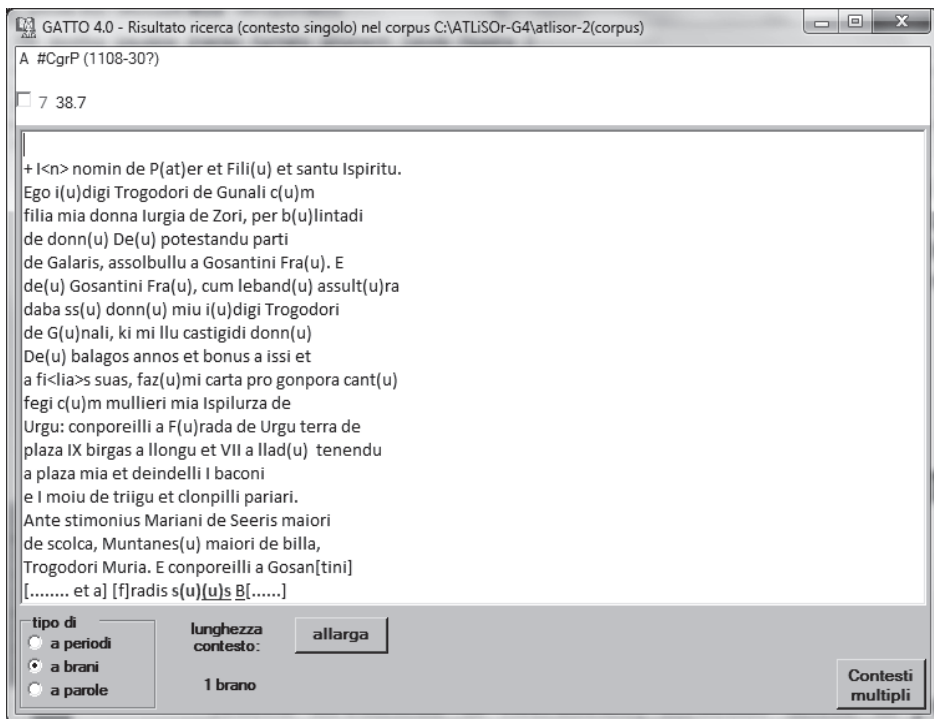 GATTO 4.0 - Risultato ricerca (contesto singolo) nel corpus C:\ATLiSOr-G4\atlisor-2(corpus)
A #CgrP (1108-30?)
7 38.7
+ I<n> nomin de P(at)er et Fili(u) et santu Ispiritu.
Ego i(u)digi Trogodori de Gunali c(u)m
filia mia donna Iurgia de Zori, per b(u)lintadi
de donn(u) De(u) potestandu parti
de Galaris, assolbullu a Gosantini Fra(u). E
de(u) Gosantini Fra(u), cum leband(u) assult(u)ra
daba ss(u) donn(u) miu i(u)digi Trogodori
de G(u)nali, ki mi llu castigidi donn(u)
De(u) balagos annos et bonus a issi et
a fi<lia>s suas, faz(u)mi carta pro gonpora cant(u)
fegi c(u)m mullieri mia Ispilurza de
Urgu: conporeilli a F(u)rada de Urgu terra de
plaza IX birgas a llongu et VII a llad(u) tenendu
a plaza mia et deindelli I baconi
e I moiu de triigu et clonpilli pariari.
Ante stimonius Mariani de Seeris maiori
de scolca, Muntanes(u) maiori de billa,
Trogodori Muria. E conporeilli a Gosan[tini]
[........ et a] [f]radis s(u)(u)s B[......]
tipo di
a periodi
a brani
a parole
lunghezza
contesto:
1 brano
allarga
Contesti
multipli